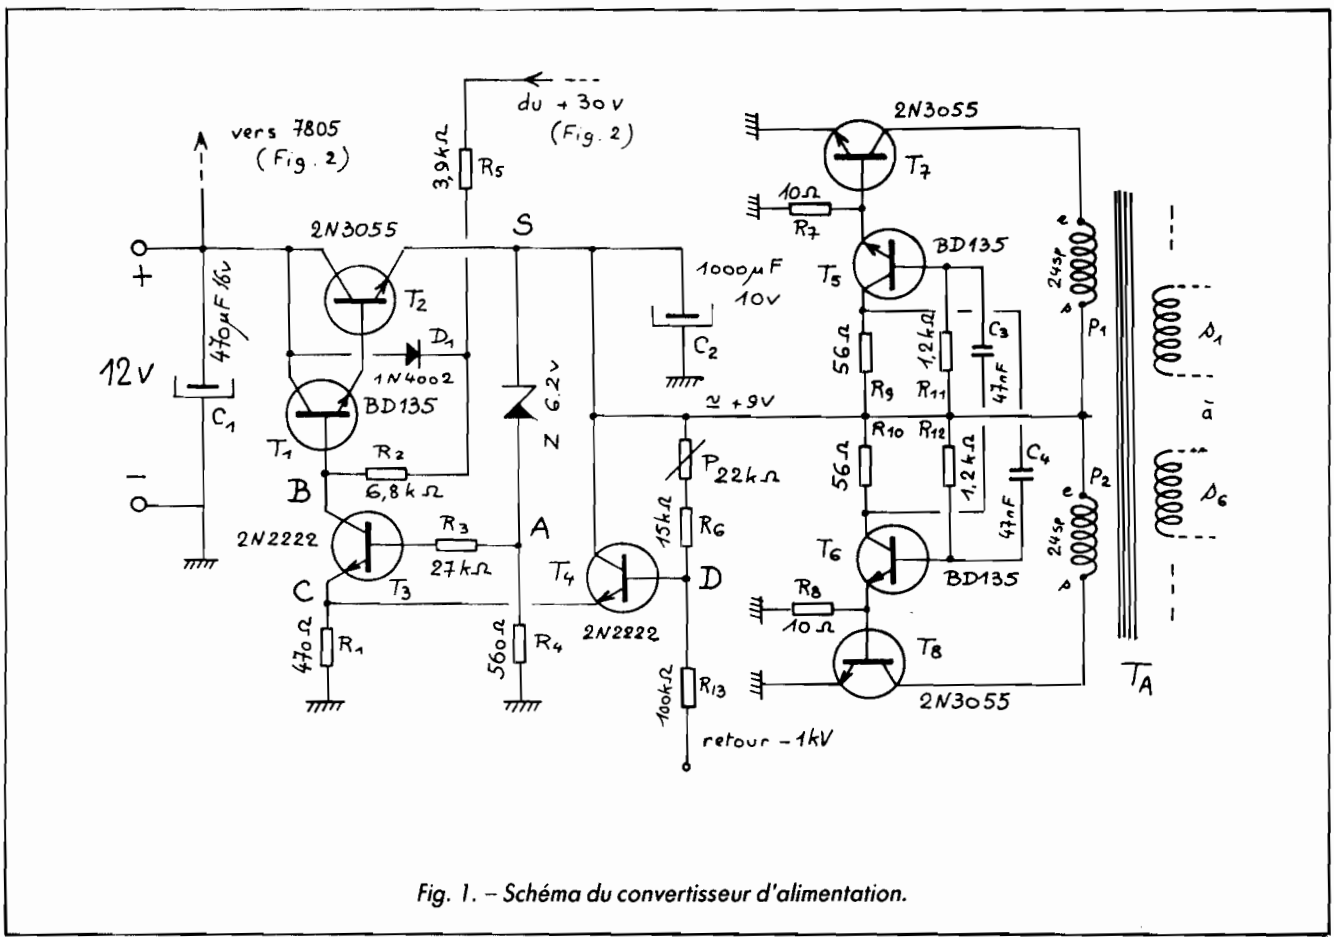 du + 30V
(Fig. 2)
vers 7805
(Fig. 2)
3,9kΩ
R5
2N3055
S
+
12V
−
470µF 16V
C1
T2
D1
1N4002
BD135
T1
R2
6,8kΩ
B
2N2222
R3
27kΩ
A
C
T3
470Ω
R1
560Ω
R4
Z 6.2V
1000µF
10V
C2
≃ +9V
P 22kΩ
15kΩ
R6
T4
D
2N2222
100kΩ
R13
retour -1kV
2N3055
T7
10Ω
R7
BD135
T5
56Ω
R9
1,2kΩ
R11
C3
47nF
R10
56Ω
R12
1,2kΩ
C4
47nF
T6
BD135
R8
10Ω
T8
2N3055
e
24sp
s
P1
P2
e
24sp
s
s1
à
s6
TA
Fig. 1. – Schéma du convertisseur d'alimentation.